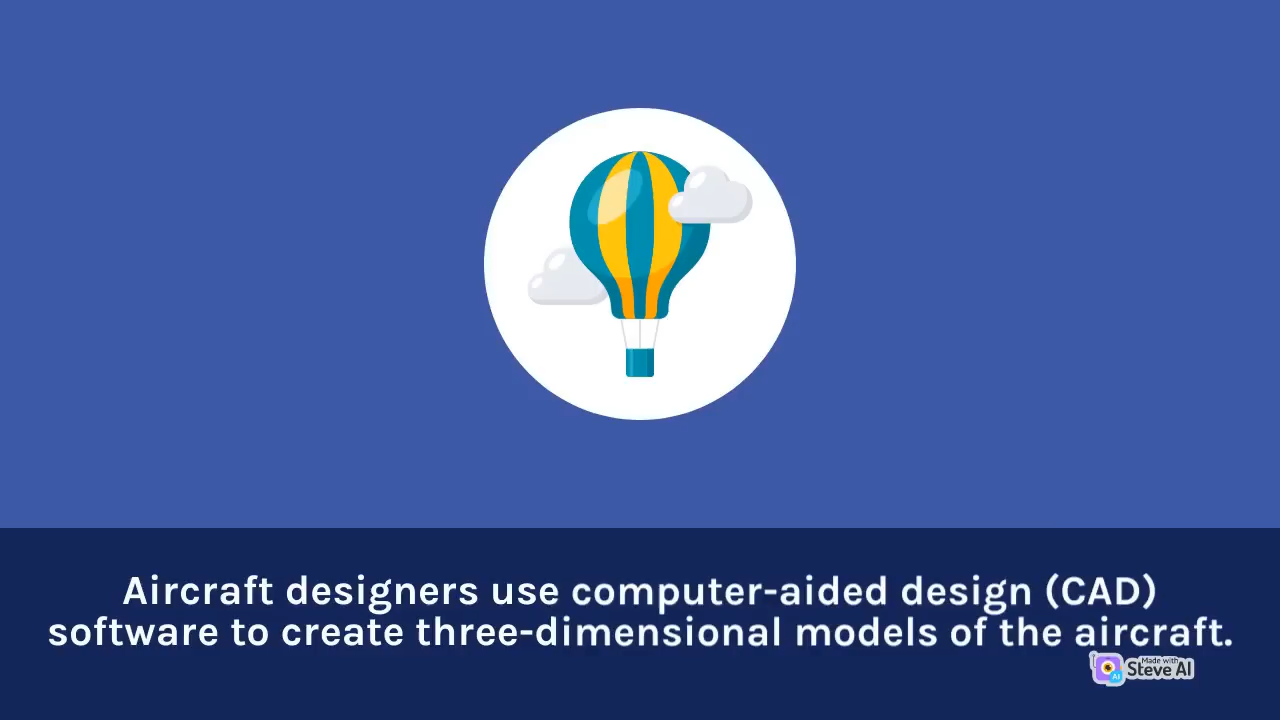 Aircraft designers use computer-aided design (CAD)
software to create three-dimensional models of the aircraft.
Made with
Steve AI
AI